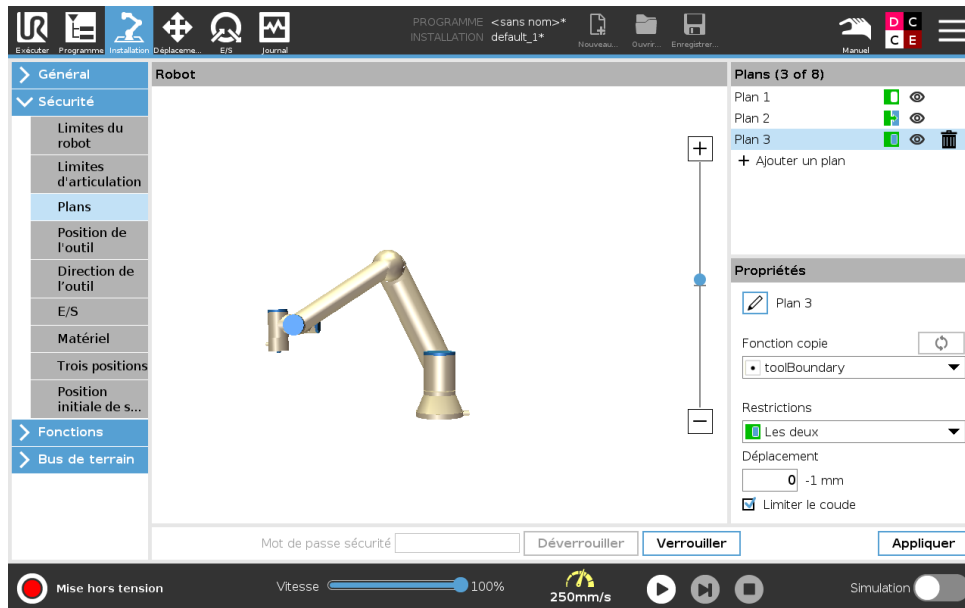 PROGRAMME <sans nom>*
INSTALLATION default_1*
Exécuter
Programme
Installation
Déplaceme...
E/S
Journal
Nouveau...
Ouvrir...
Enregistrer...
Manuel
D C
C E
Général
Sécurité
Limites du
robot
Limites
d'articulation
Plans
Position de
l'outil
Direction de
l’outil
E/S
Matériel
Trois positions
Position
initiale de s...
Fonctions
Bus de terrain
Robot
Plans (3 of 8)
Plan 1
Plan 2
Plan 3
Ajouter un plan
Propriétés
Plan 3
Fonction copie
toolBoundary
Restrictions
Les deux
Déplacement
0 -1 mm
Limiter le coude
Mot de passe sécurité
Déverrouiller
Verrouiller
Appliquer
Mise hors tension
Vitesse
100%
250mm/s
Simulation